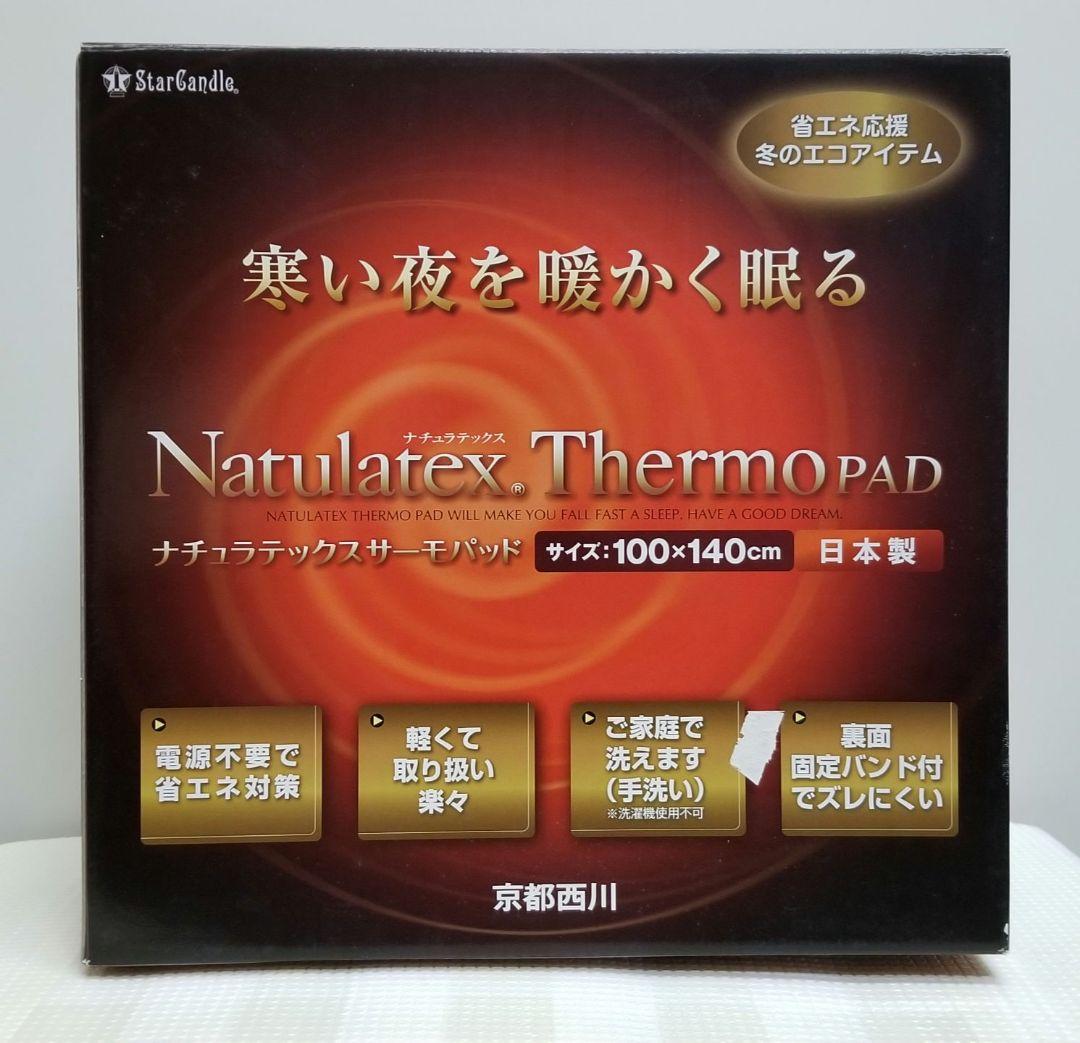 StarCandle®
省エネ応援
冬のエコアイテム
寒い夜を暖かく眠る
ナチュラテックス
Natulatex® Thermo PAD
NATULATEX THERMO PAD WILL MAKE YOU FALL FAST A SLEEP. HAVE A GOOD DREAM.
ナチュラテックスサーモパッド サイズ:100×140cm 日本製
電源不要で
省エネ対策
軽くて
取り扱い
楽々
ご家庭で
洗えます
(手洗い)
※洗濯機使用不可
裏面
固定バンド付
でズレにくい
京都西川